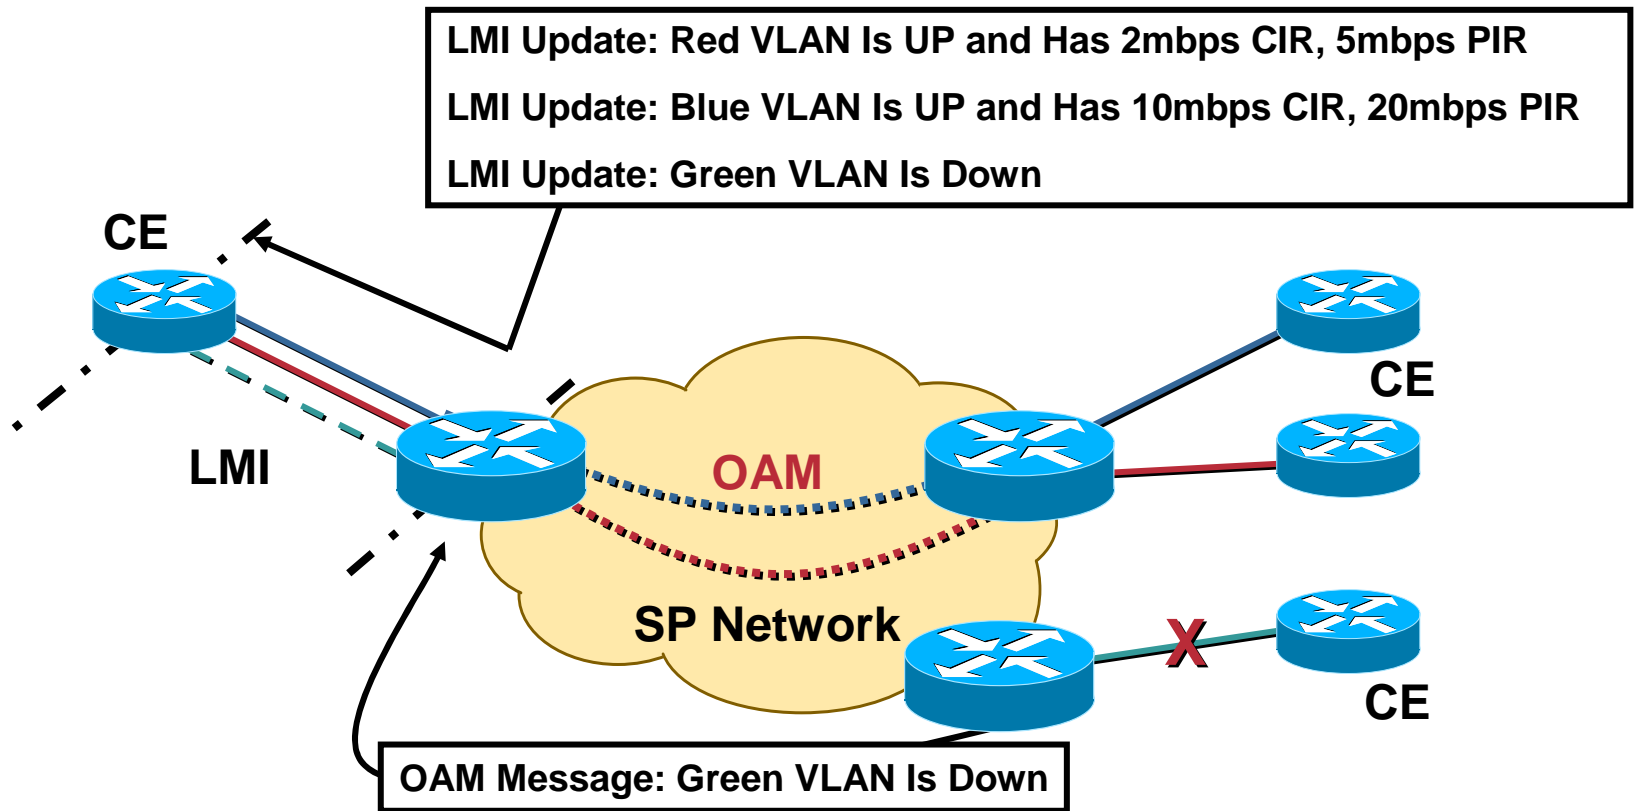 LMI Update: Red VLAN Is UP and Has 2mbps CIR, 5mbps PIR
LMI Update: Blue VLAN Is UP and Has 10mbps CIR, 20mbps PIR
LMI Update: Green VLAN Is Down
CE
CE
LMI
OAM
SP Network
X
CE
OAM Message: Green VLAN Is Down